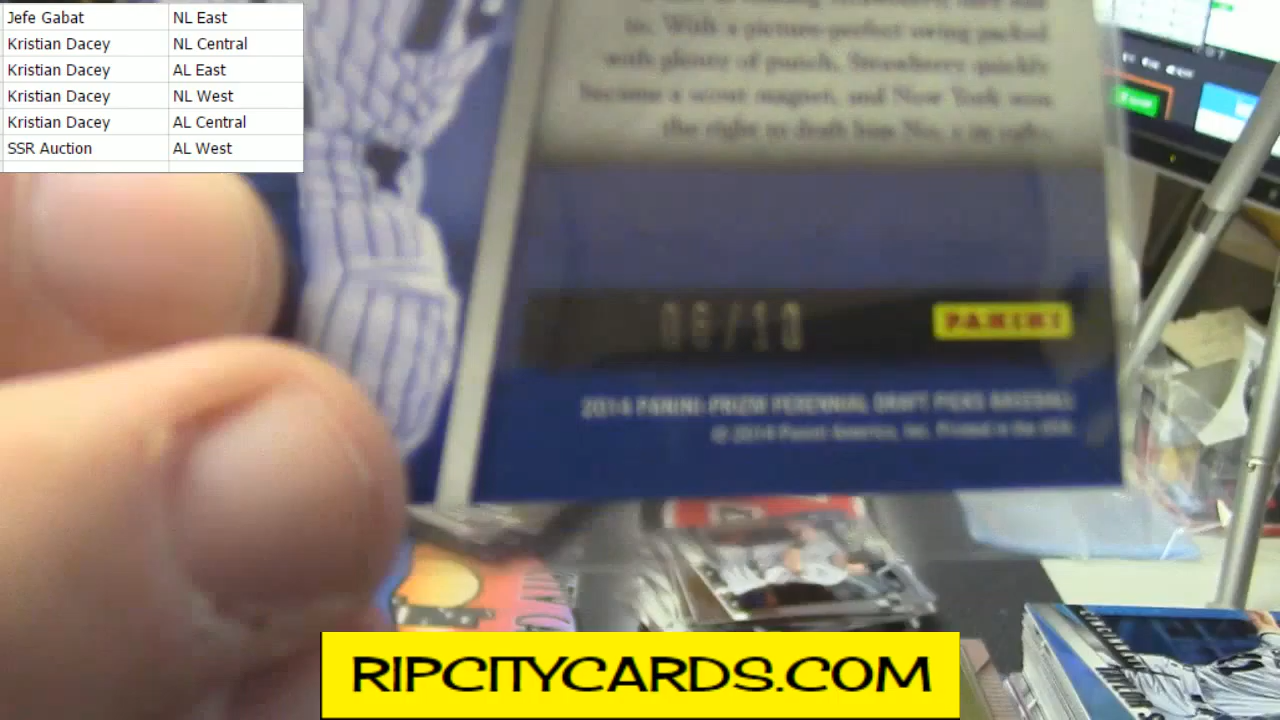 Jefe Gabat NL East
Kristian Dacey NL Central
Kristian Dacey AL East
Kristian Dacey NL West
Kristian Dacey AL Central
SSR Auction AL West
to. With a picture-perfect swing packed
with plenty of punch, Strawberry quickly
became a scout magnet, and New York won
the right to draft him No. 1 in
/10
PANINI
2014 PANINI-PRIZM PERENNIAL DRAFT PICKS BASEBALL
© 2014 Panini America, Inc. Printed in the USA
RIPCITYCARDS.COM